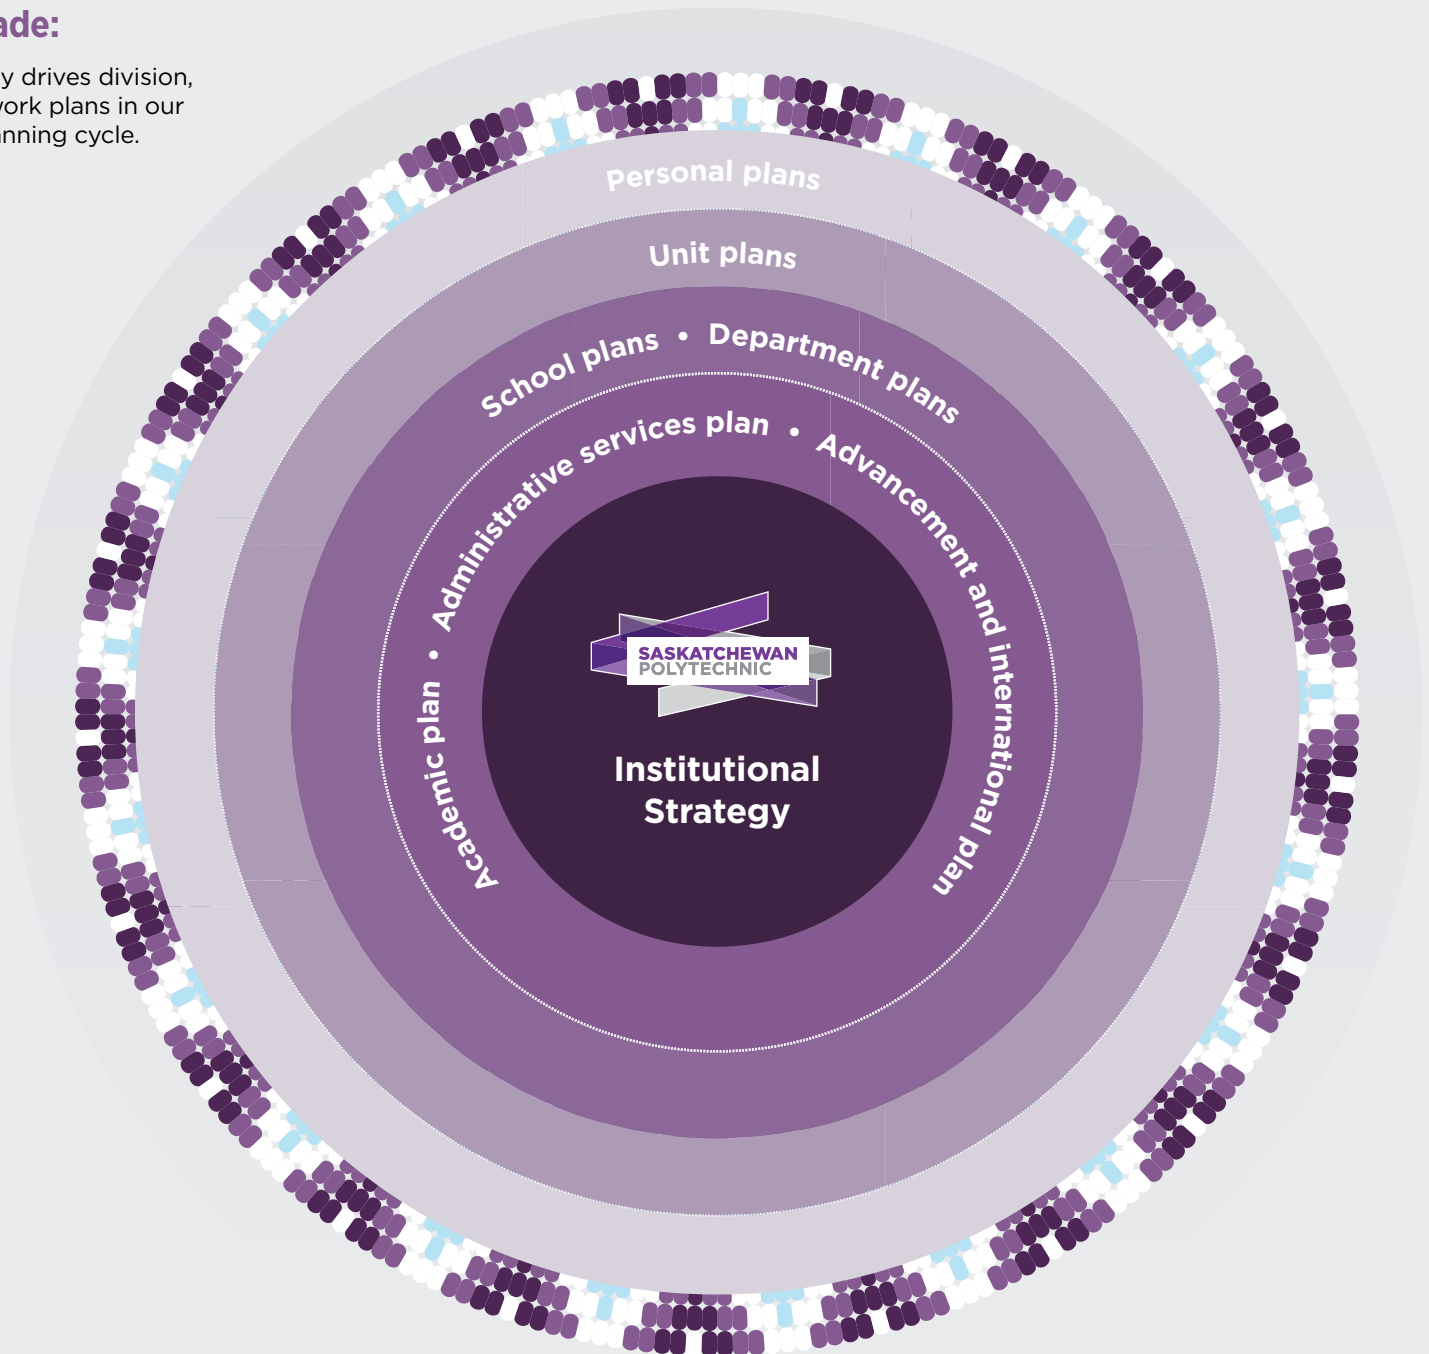 ade:
y drives division,
work plans in our
anning cycle.
Personal plans
Unit plans
School plans • Department plans
Academic plan • Administrative services plan • Advancement and international plan
SASKATCHEWAN
POLYTECHNIC
Institutional
Strategy